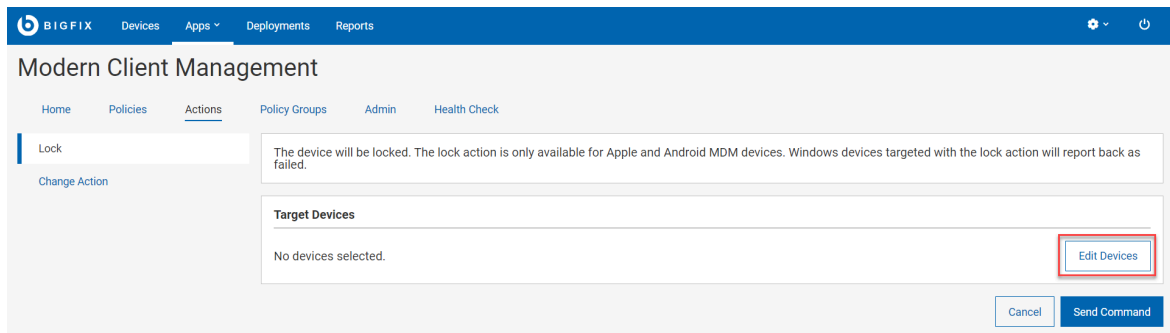 BIGFIX Devices Apps Deployments Reports
Modern Client Management
Home Policies Actions Policy Groups Admin Health Check
Lock
Change Action
The device will be locked. The lock action is only available for Apple and Android MDM devices. Windows devices targeted with the lock action will report back as
failed.
Target Devices
No devices selected.
Edit Devices
Cancel Send Command